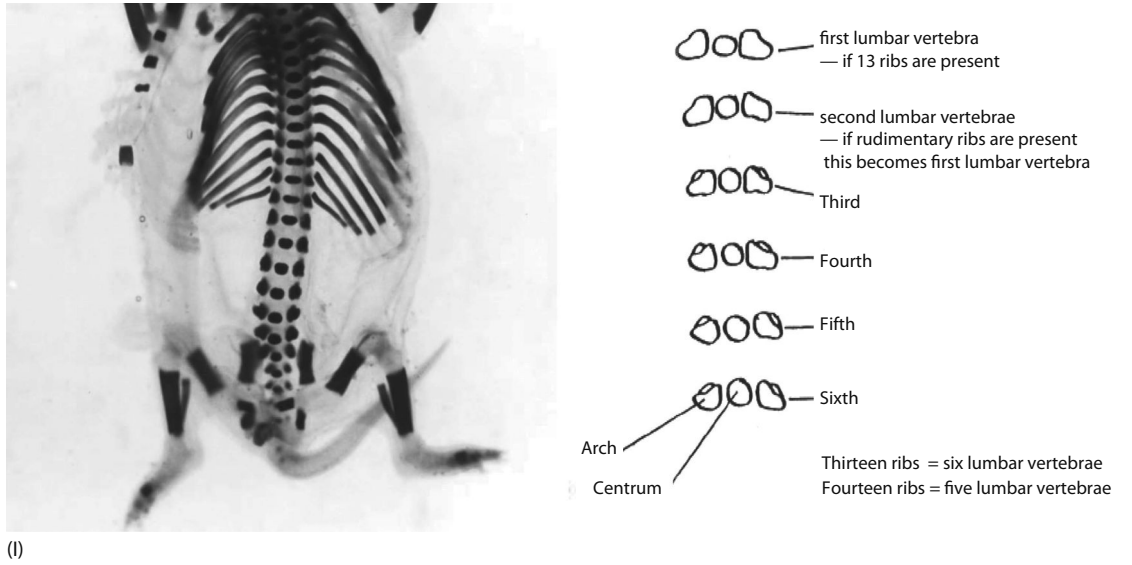 first lumbar vertebra
— if 13 ribs are present
second lumbar vertebrae
— if rudimentary ribs are present
this becomes first lumbar vertebra
Third
Fourth
Fifth
Sixth
Arch
Centrum
Thirteen ribs = six lumbar vertebrae
Fourteen ribs = five lumbar vertebrae
(I)